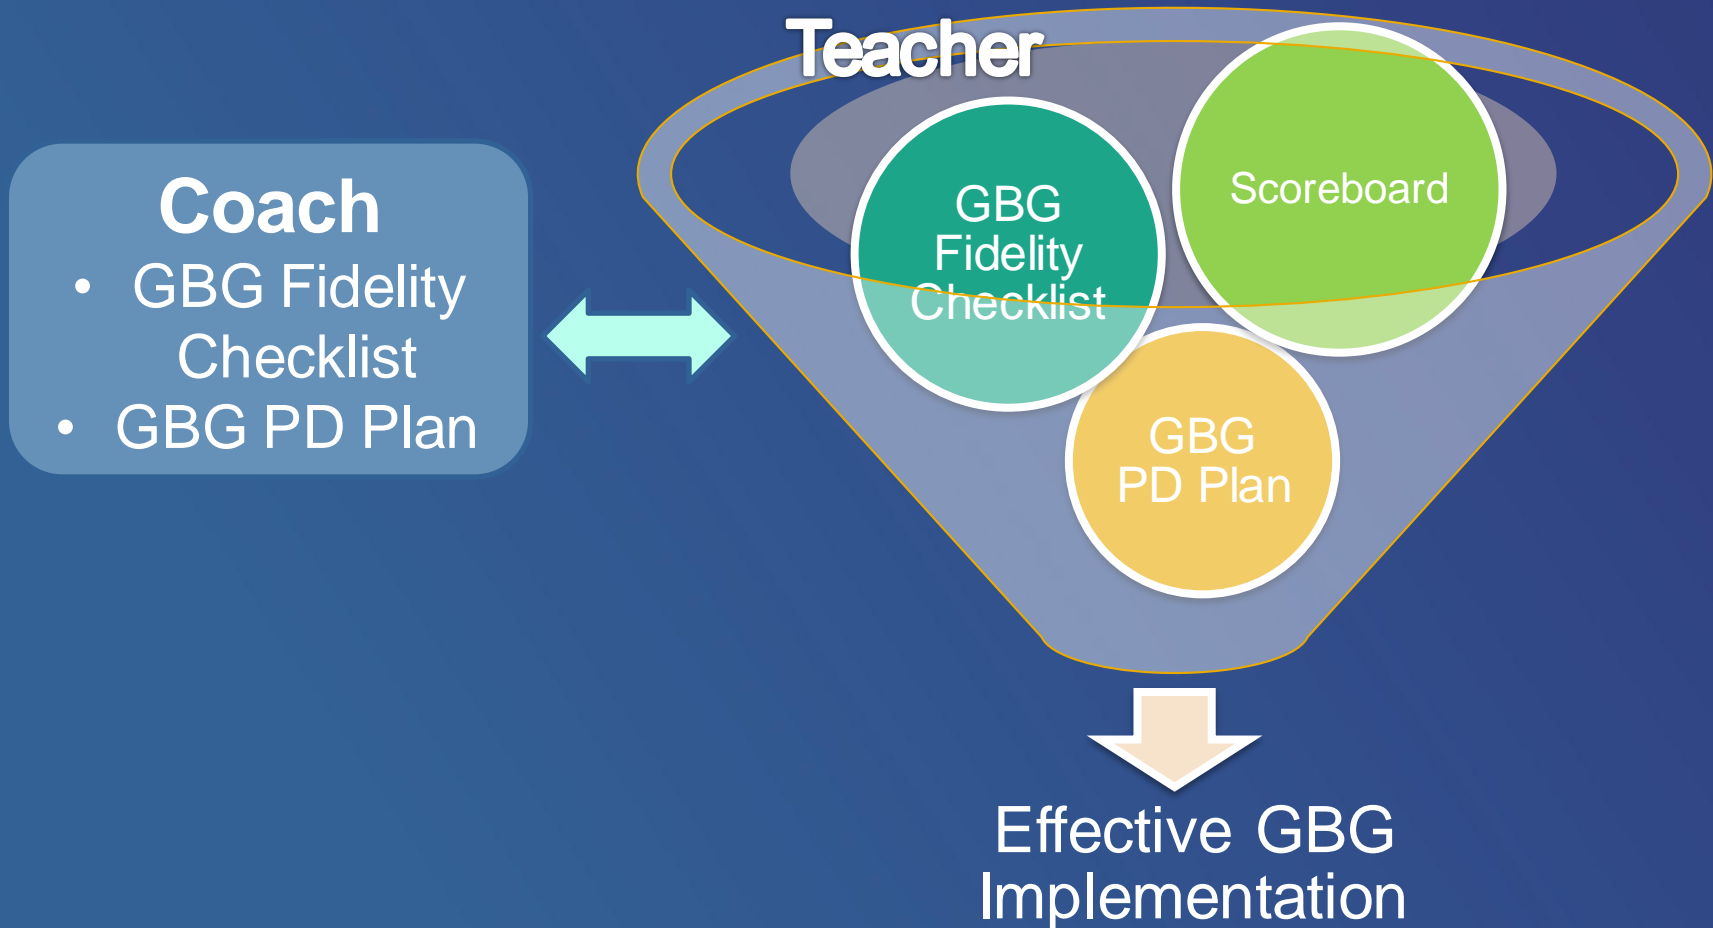 Teacher
Coach
• GBG Fidelity
Checklist
• GBG PD Plan
GBG
Fidelity
Checklist
Scoreboard
GBG
PD Plan
Effective GBG
Implementation